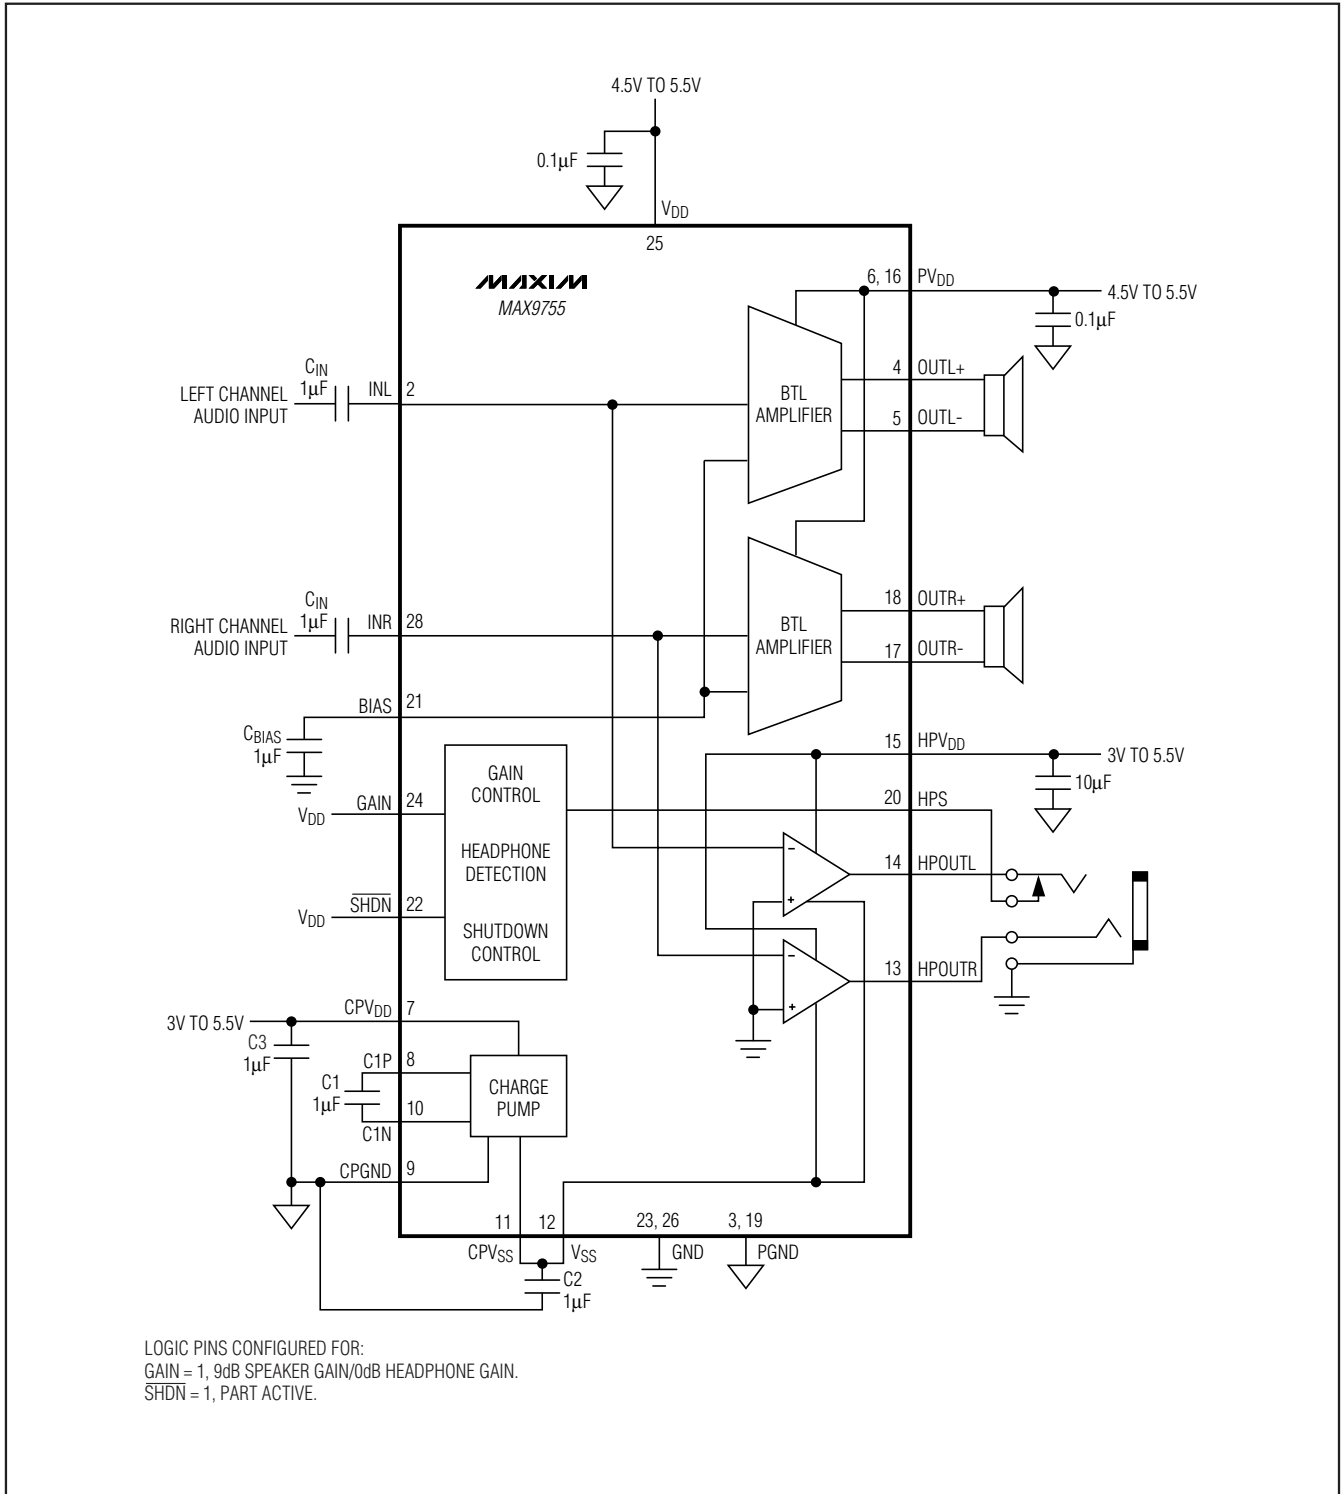 4.5V TO 5.5V
0.1µF
VDD
25
MAXIM
MAX9755
6, 16
PVDD
4.5V TO 5.5V
0.1µF
CIN
1µF
LEFT CHANNEL
AUDIO INPUT
INL
2
BTL
AMPLIFIER
4
OUTL+
5
OUTL-
CIN
1µF
RIGHT CHANNEL
AUDIO INPUT
INR
28
BTL
AMPLIFIER
18
OUTR+
17
OUTR-
BIAS
21
CBIAS
1µF
15
HPVDD
3V TO 5.5V
10µF
GAIN
CONTROL
HEADPHONE
DETECTION
SHUTDOWN
CONTROL
VDD
GAIN
24
20
HPS
−
+
14
HPOUTL
VDD
SHDN
22
−
+
13
HPOUTR
CPVDD
7
3V TO 5.5V
C3
1µF
C1P
8
C1
1µF
10
C1N
CHARGE
PUMP
CPGND
9
11
12
23, 26
3, 19
CPVSS
VSS
GND
PGND
C2
1µF
LOGIC PINS CONFIGURED FOR:
GAIN = 1, 9dB SPEAKER GAIN/0dB HEADPHONE GAIN.
SHDN = 1, PART ACTIVE.